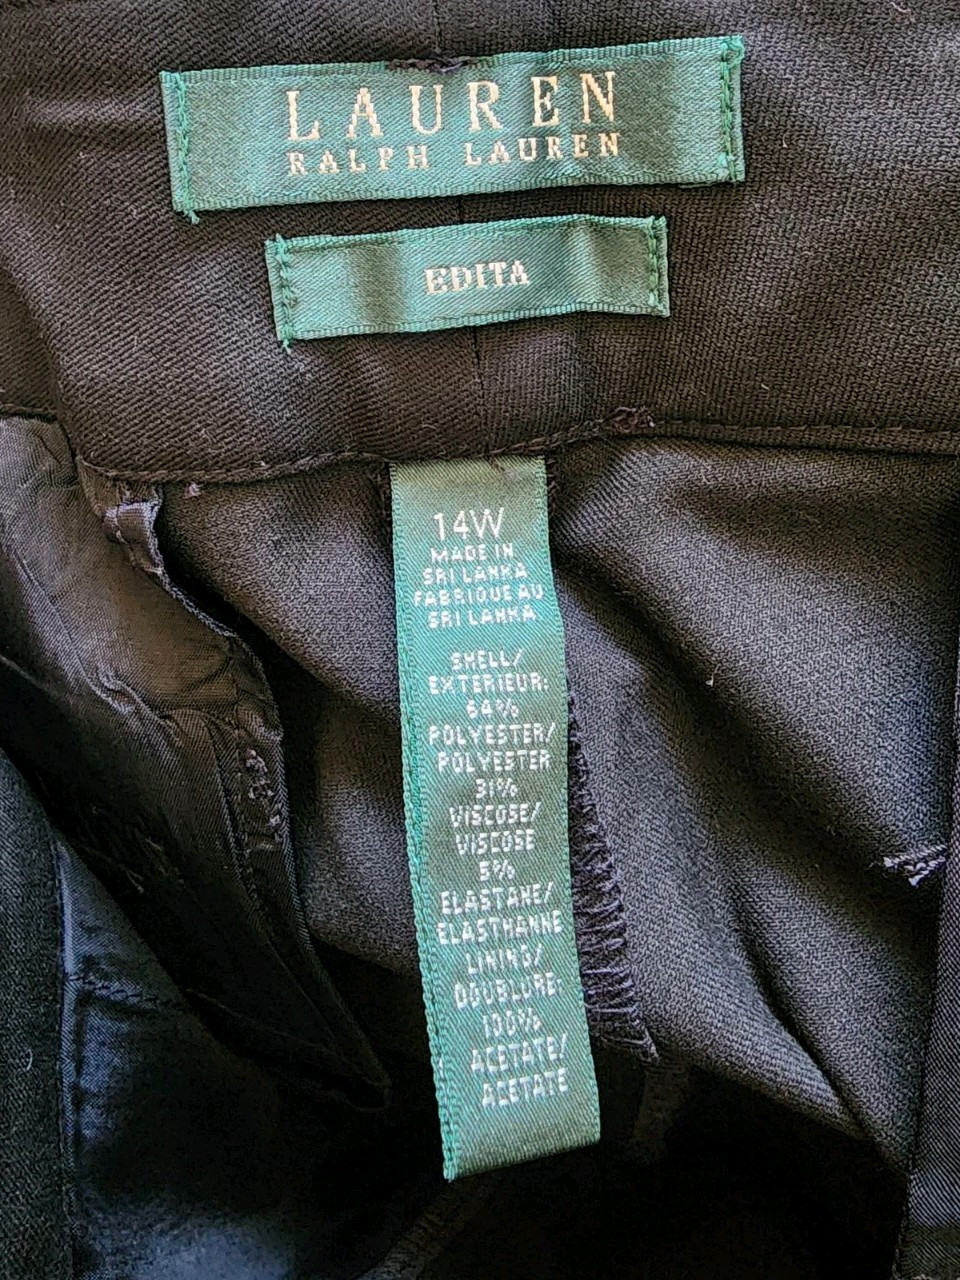 LAUREN
RALPH LAUREN
EDITA
14W
MADE IN
SRI LANKA
FABRIQUE AU
SRI LANKA
SHELL/
EXTERIEUR:
64%
POLYESTER/
POLYESTER
31%
VISCOSE/
VISCOSE
5%
ELASTANE/
ELASTHANNE
LINING/
DOUBLURE:
100%
ACETATE/
ACETATE